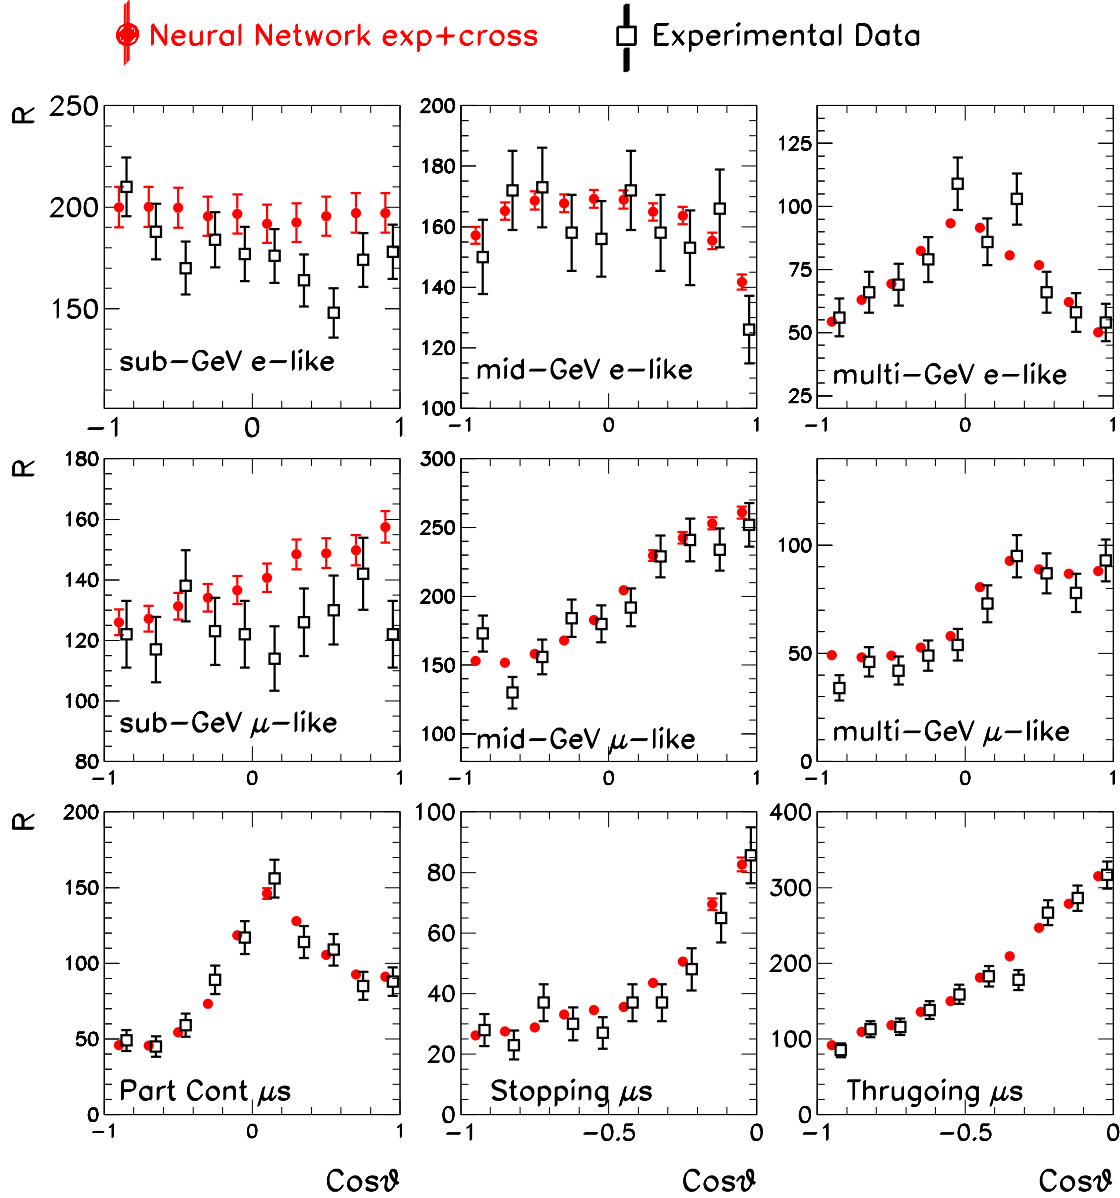 Neural Network exp+cross Experimental Data
R
250
200
150
-1 0 1
sub-GeV e-like
200
180
160
140
120
100
-1 0 1
mid-GeV e-like
125
100
75
50
25
-1 0 1
multi-GeV e-like
R
180
160
140
120
100
80
-1 0 1
sub-GeV μ-like
300
250
200
150
100
-1 0 1
mid-GeV μ-like
100
50
0
-1 0 1
multi-GeV μ-like
R
200
150
100
50
0
-1 0 1
Part Cont μs
Cosϑ
100
80
60
40
20
0
-1 -0.5 0
Stopping μs
Cosϑ
400
300
200
100
0
-1 -0.5 0
Thrugoing μs
Cosϑ